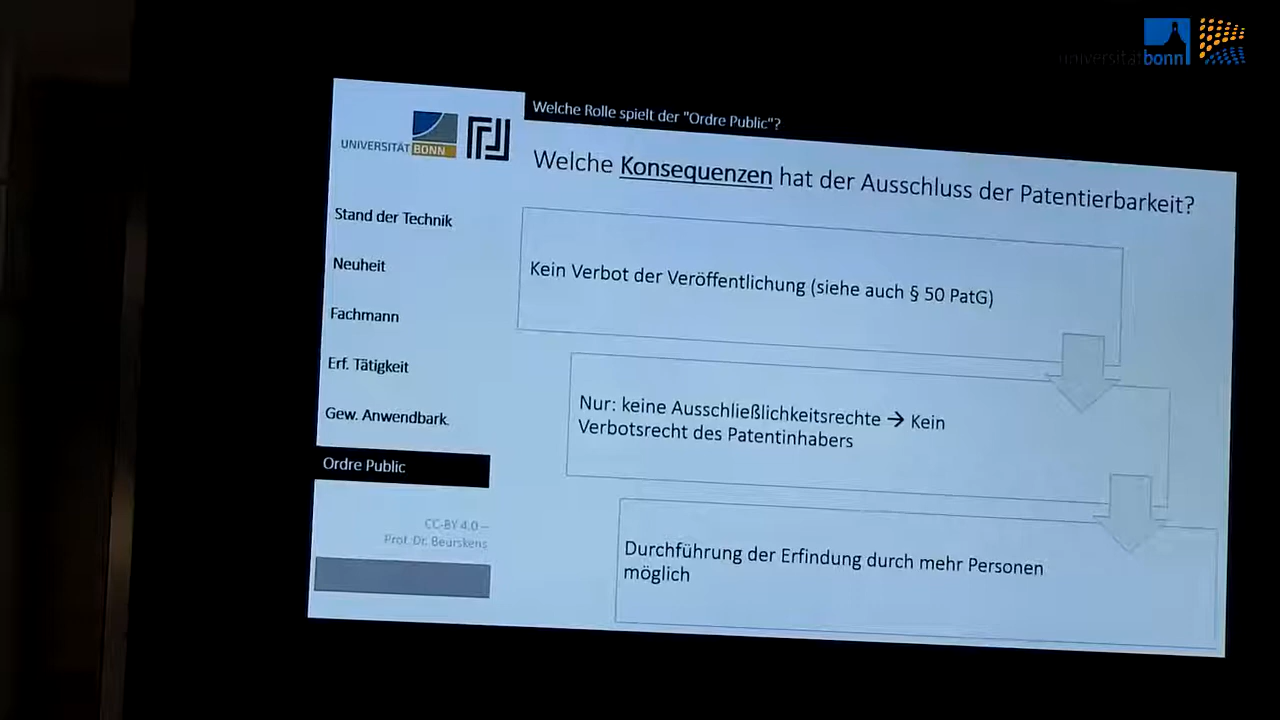 universitätbonn
Welche Rolle spielt der "Ordre Public"?
UNIVERSITÄT BONN
Welche Konsequenzen hat der Ausschluss der Patentierbarkeit?
Stand der Technik
Neuheit
Fachmann
Erf. Tätigkeit
Gew. Anwendbark.
Ordre Public
CC-BY 4.0 –
Prof. Dr. Beurskens
Kein Verbot der Veröffentlichung (siehe auch § 50 PatG)
Nur: keine Ausschließlichkeitsrechte → Kein
Verbotsrecht des Patentinhabers
Durchführung der Erfindung durch mehr Personen
möglich